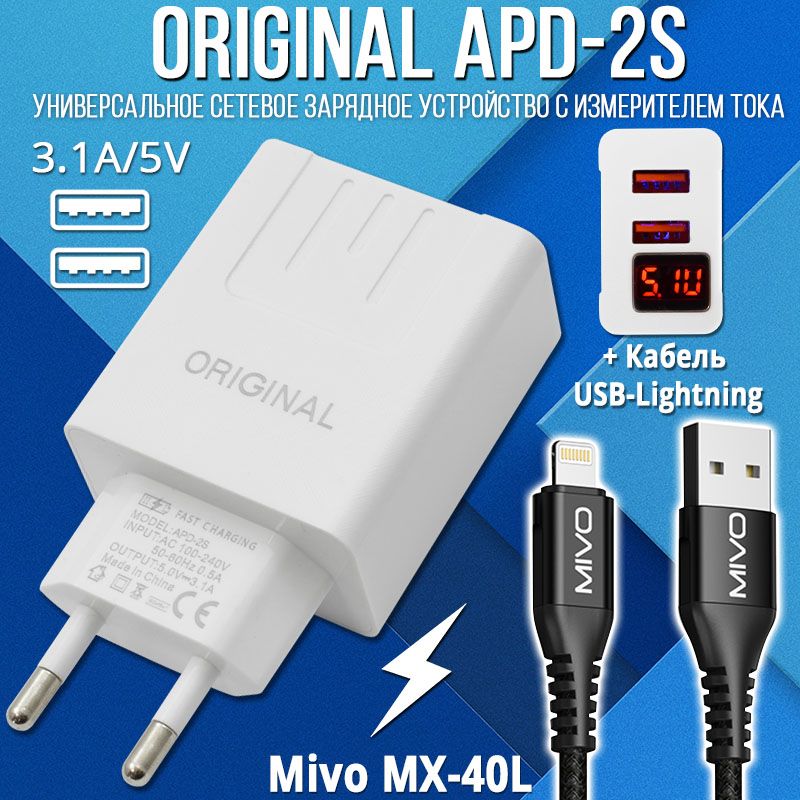 ORIGINAL APD-2S
УНИВЕРСАЛЬНОЕ СЕТЕВОЕ ЗАРЯДНОЕ УСТРОЙСТВО С ИЗМЕРИТЕЛЕМ ТОКА
3.1A/5V
5.1U
+ Кабель
USB-Lightning
ORIGINAL
FAST CHARGING
MODEL:APD-2S
INPUT:AC 100-240V
50-60Hz 0.5A
OUTPUT:5.0V⎓3.1A
Made in China
CE
MIVO
MIVO
Mivo MX-40L